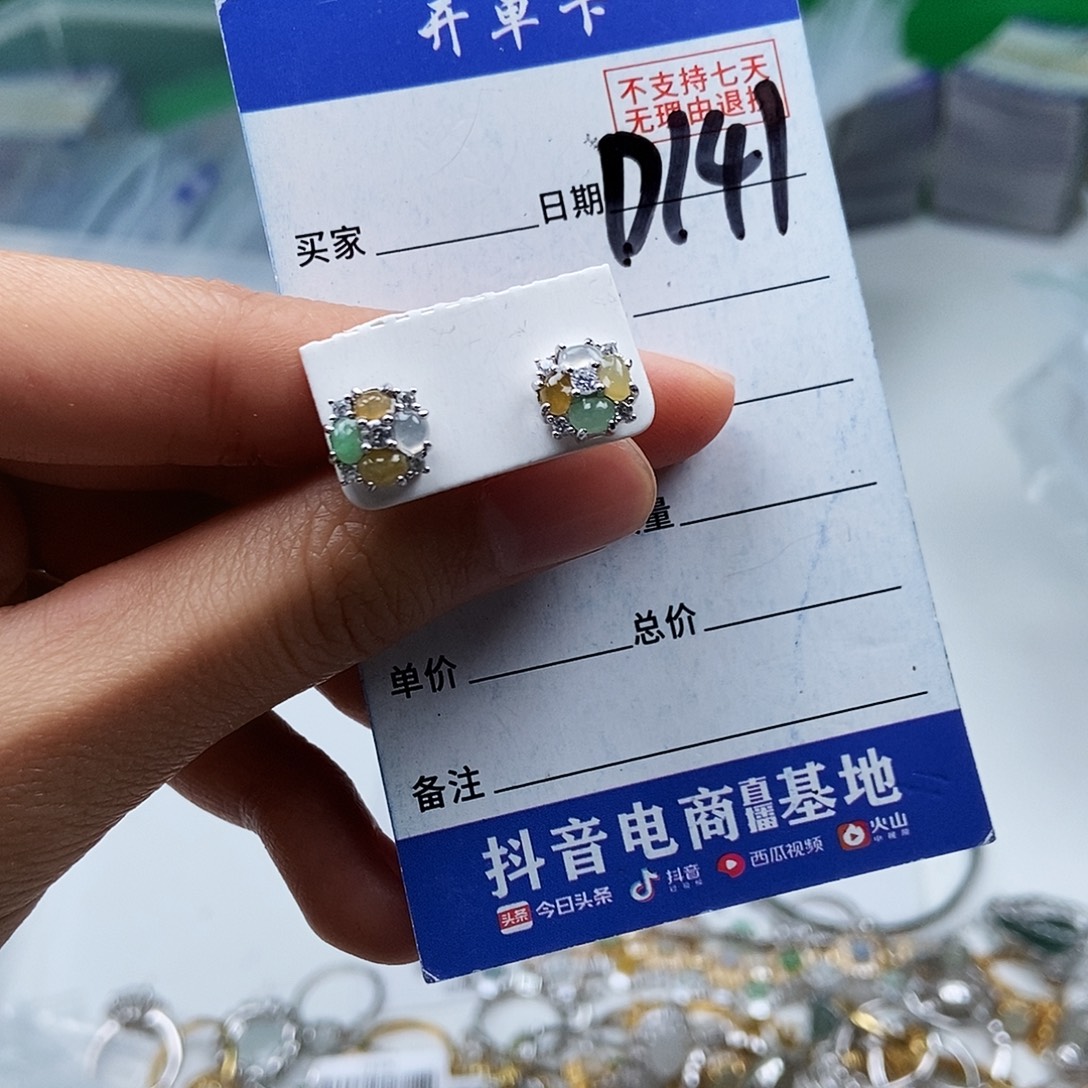 开单卡
不支持七天
无理由退换
D141
买家 日期
量
单价 总价
备注
抖音电商直播基地
头条 今日头条 抖音 西瓜视频 火山